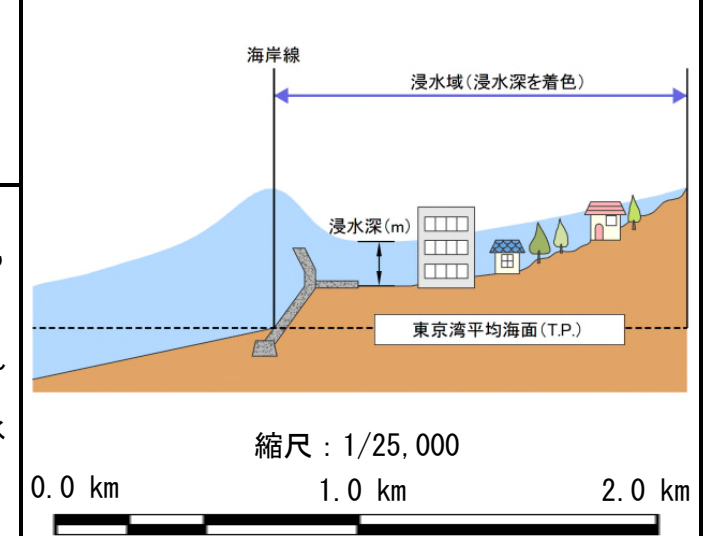 海岸線
浸水域(浸水深を着色)
浸水深(m)
東京湾平均海面(T.P.)
縮尺：1/25,000
0.0 km 1.0 km 2.0 km